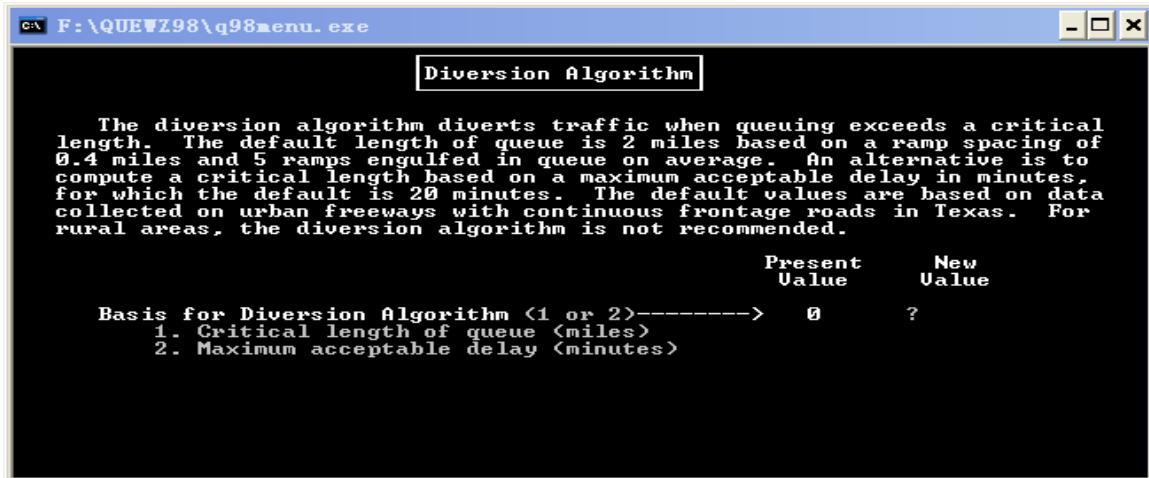 F:\QUEWZ98\q98menu.exe
Diversion Algorithm
The diversion algorithm diverts traffic when queuing exceeds a critical
length. The default length of queue is 2 miles based on a ramp spacing of
0.4 miles and 5 ramps engulfed in queue on average. An alternative is to
compute a critical length based on a maximum acceptable delay in minutes,
for which the default is 20 minutes. The default values are based on data
collected on urban freeways with continuous frontage roads in Texas. For
rural areas, the diversion algorithm is not recommended.
Present New
Value Value
Basis for Diversion Algorithm (1 or 2)--------> 0 ?
1. Critical length of queue (miles)
2. Maximum acceptable delay (minutes)